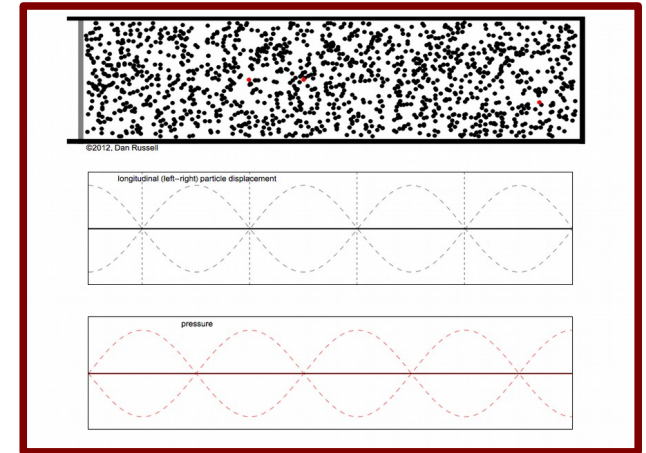 ©2012, Dan Russell
longitudinal (left-right) particle displacement
pressure